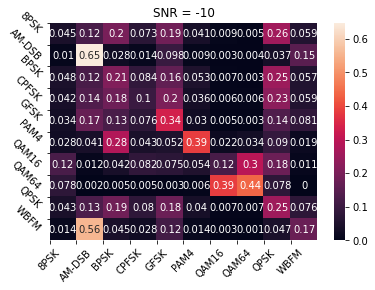 SNR = -10
8PSK 0.045 0.12 0.2 0.073 0.19 0.041 0.009 0.005 0.26 0.059
AM-DSB 0.01 0.65 0.028 0.014 0.098 0.009 0.003 0.004 0.037 0.15
BPSK 0.048 0.12 0.21 0.084 0.16 0.053 0.007 0.007 0.25 0.057
CPFSK 0.042 0.14 0.18 0.1 0.2 0.036 0.006 0.006 0.23 0.059
GFSK 0.034 0.17 0.13 0.076 0.34 0.03 0.005 0.003 0.14 0.081
PAM4 0.028 0.041 0.28 0.043 0.052 0.39 0.022 0.034 0.09 0.019
QAM16 0.12 0.012 0.042 0.082 0.075 0.054 0.12 0.3 0.18 0.011
QAM64 0.078 0.002 0.005 0.005 0.003 0.006 0.39 0.44 0.078 0
QPSK 0.043 0.13 0.19 0.08 0.18 0.04 0.007 0.007 0.25 0.076
WBFM 0.014 0.56 0.045 0.028 0.12 0.014 0.003 0.001 0.047 0.17
8PSK AM-DSB BPSK CPFSK GFSK PAM4 QAM16 QAM64 QPSK WBFM
0.6
0.5
0.4
0.3
0.2
0.1
0.0